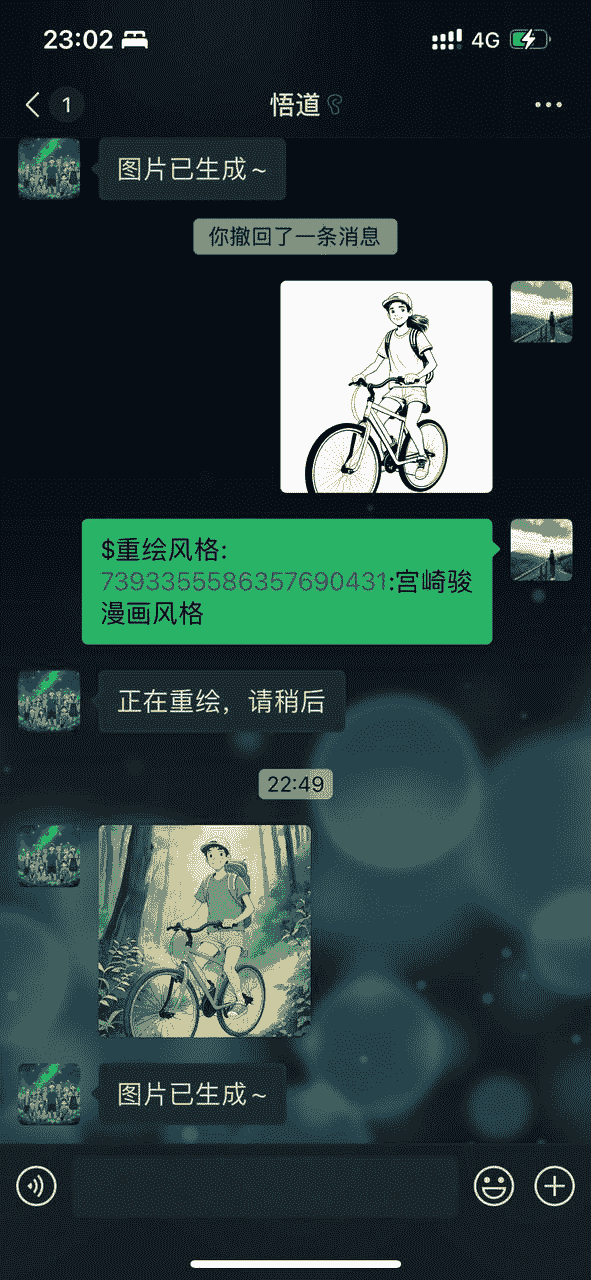 23:02
4G
1
悟道
图片已生成~
你撤回了一条消息
$重绘风格:
7393355586357690431:宫崎骏
漫画风格
正在重绘，请稍后
22:49
图片已生成~